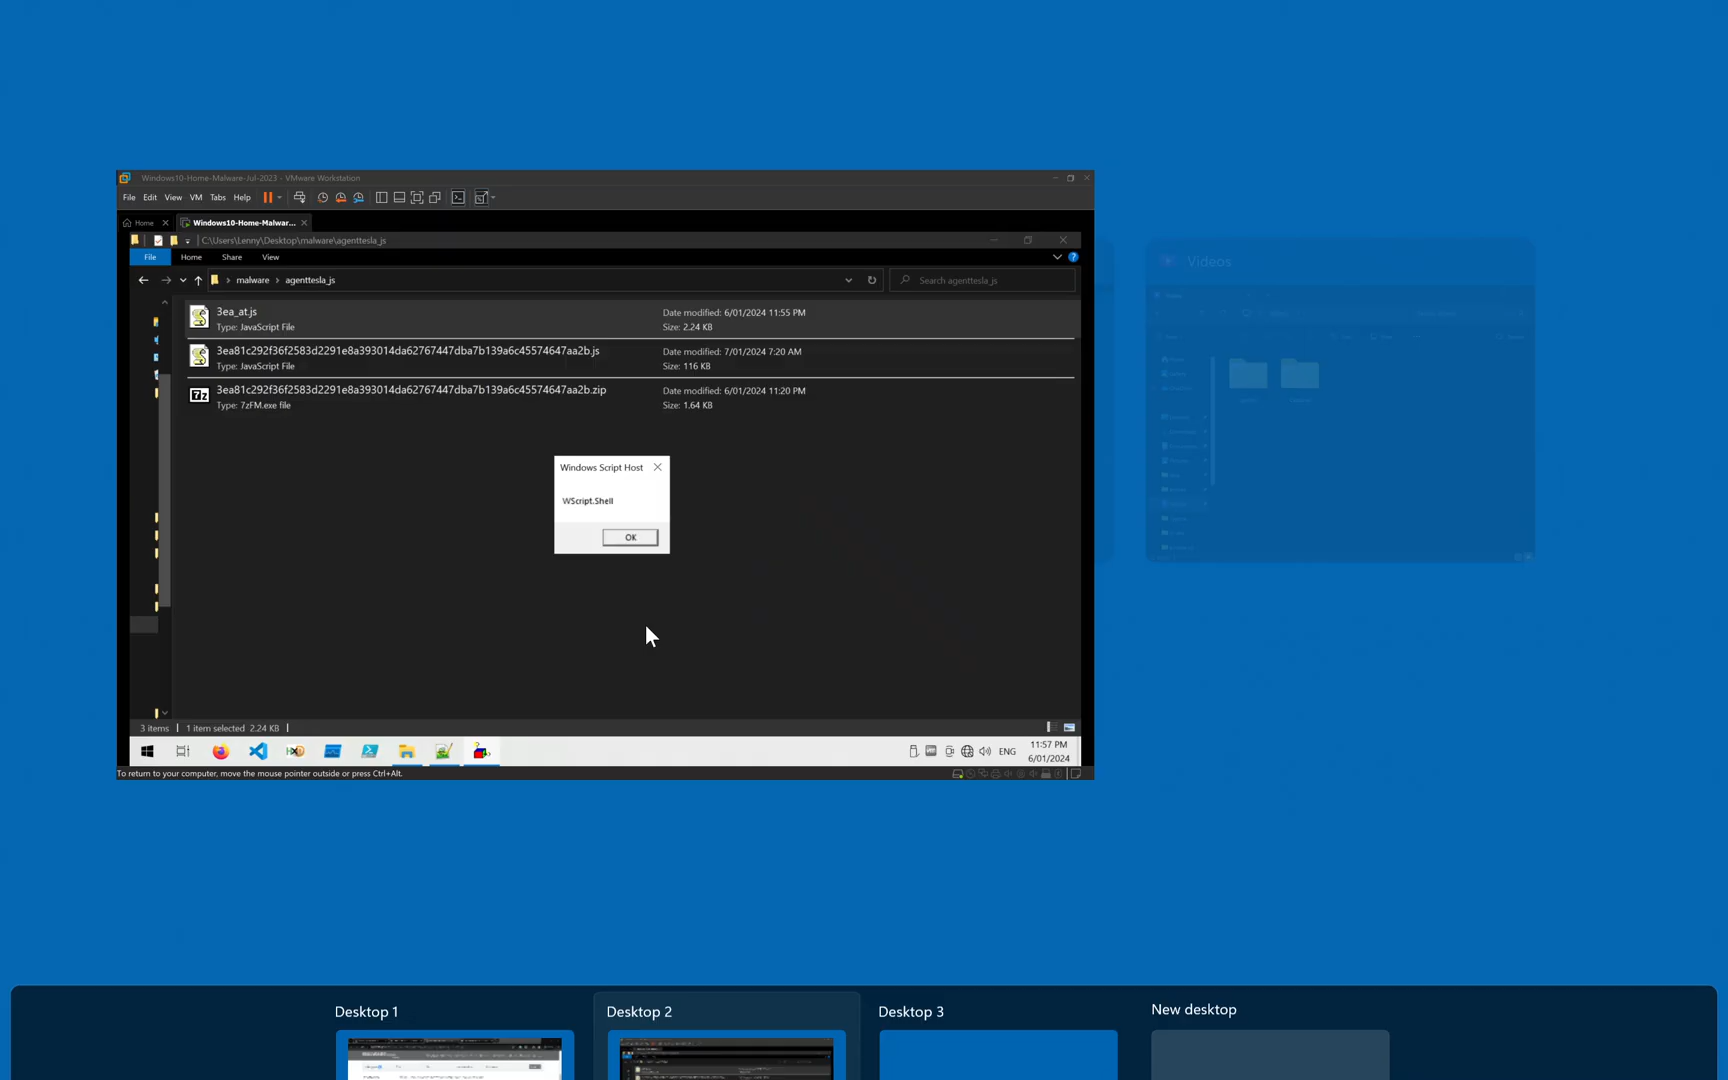 Windows10-Home-Malware-Jul-2023 - VMware Workstation
File Edit View VM Tabs Help
Home Windows10-Home-Malwar...
C:\Users\Lenny\Desktop\malware\agenttesla_js
File Home Share View
malware agenttesla_js Search agenttesla_js
3ea_at.js Date modified: 6/01/2024 11:55 PM
Type: JavaScript File Size: 2.24 KB
3ea81c292f36f2583d2291e8a393014da62767447dba7b139a6c45574647aa2b.js Date modified: 7/01/2024 7:20 AM
Type: JavaScript File Size: 116 KB
3ea81c292f36f2583d2291e8a393014da62767447dba7b139a6c45574647aa2b.zip Date modified: 6/01/2024 11:20 PM
Type: 7zFM.exe file Size: 1.64 KB
Windows Script Host
WScript.Shell
OK
3 items 1 item selected 2.24 KB
ENG 11:57 PM
6/01/2024
To return to your computer, move the mouse pointer outside or press Ctrl+Alt.
Videos
Desktop 1 Desktop 2 Desktop 3 New desktop